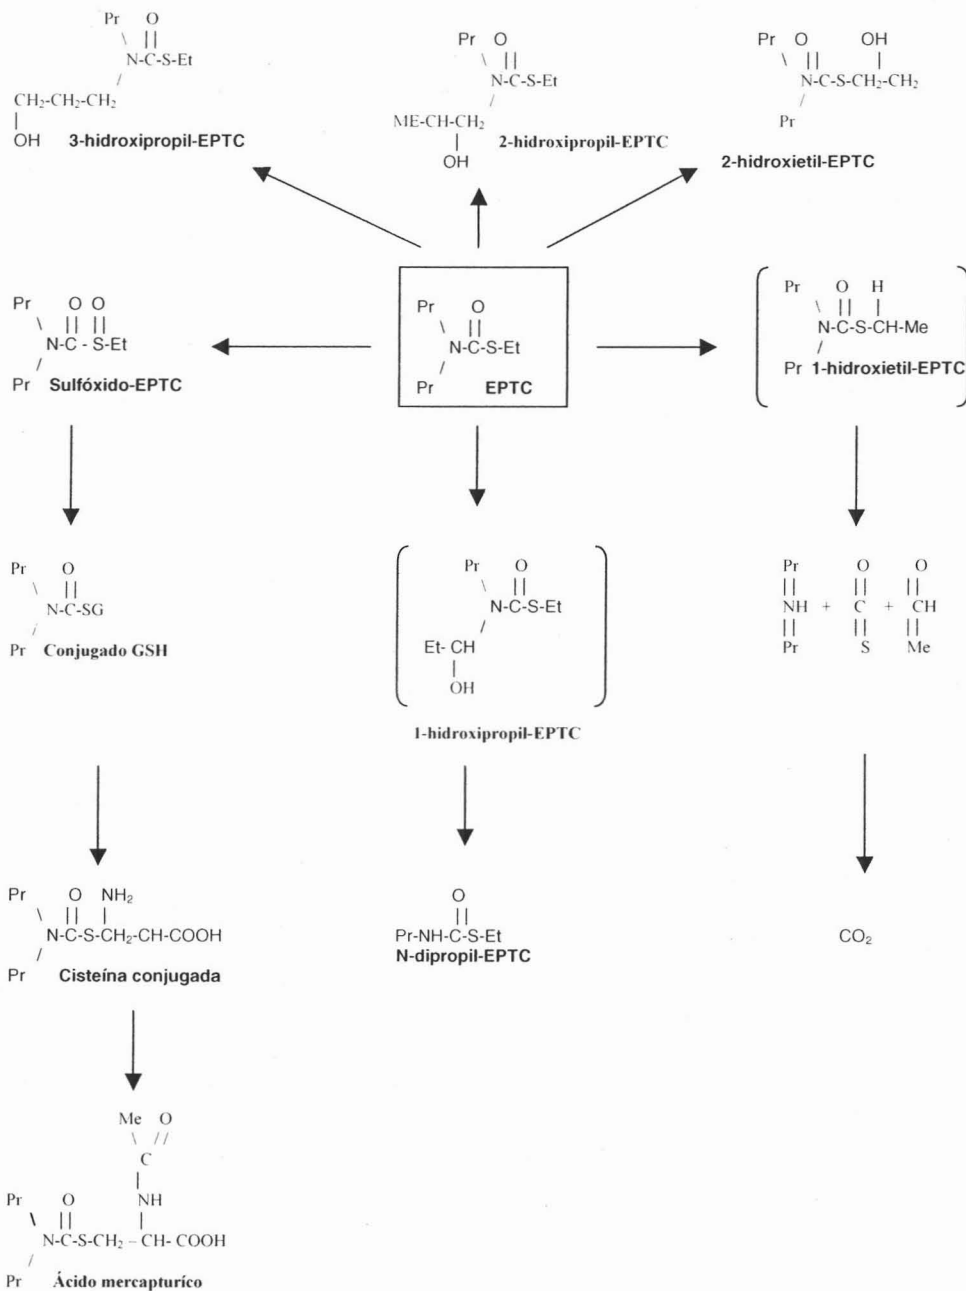 Pr O
\ ||
N-C-S-Et
/
CH₂-CH₂-CH₂
|
OH 3-hidroxipropil-EPTC
Pr O
\ ||
N-C-S-Et
/
ME-CH-CH₂
| 2-hidroxipropil-EPTC
OH
Pr O OH
\ || |
N-C-S-CH₂-CH₂
/
Pr
2-hidroxietil-EPTC
Pr O O
\ || ||
N-C - S-Et
/
Pr Sulfóxido-EPTC
Pr O
\ ||
N-C-S-Et
/
Pr EPTC
Pr O H
\ || |
N-C-S-CH-Me
/
Pr 1-hidroxietil-EPTC
Pr O
\ ||
N-C-SG
/
Pr Conjugado GSH
Pr O
\ ||
N-C-S-Et
/
Et- CH
|
OH
1-hidroxipropil-EPTC
Pr O O
|| || ||
NH + C + CH
|| || ||
Pr S Me
Pr O NH₂
\ || |
N-C-S-CH₂-CH-COOH
/
Pr Cisteína conjugada
O
||
Pr-NH-C-S-Et
N-dipropil-EPTC
CO₂
Me O
\ //
C
|
Pr O NH
\ || |
N-C-S-CH₂ – CH- COOH
/
Pr Ácido mercapturíco